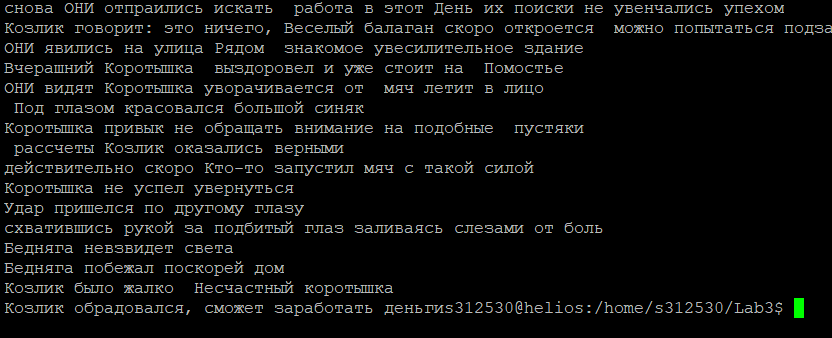 снова ОНИ отпраились искать  работа в этот День их поиски не увенчались упехом
Козлик говорит: это ничего, Веселый балаган скоро откроется  можно попытаться подза
ОНИ явились на улица Рядом  знакомое увесилительное здание
Вчерашний Коротышка  выздоровел и уже стоит на  Помостье
ОНИ видят Коротышка уворачивается от  мяч летит в лицо
 Под глазом красовался большой синяк
Коротышка привык не обращать внимание на подобные  пустяки
 рассчеты Козлик оказались верными
действительно скоро Кто-то запустил мяч с такой силой
Коротышка не успел увернуться
Удар пришелся по другому глазу
схватившись рукой за подбитый глаз заливаясь слезами от боль
Бедняга невзвидет света
Бедняга побежал поскорей дом
Козлик было жалко  Несчастный коротышка
Козлик обрадовался, сможет заработать деньгиs312530@helios:/home/s312530/Lab3$